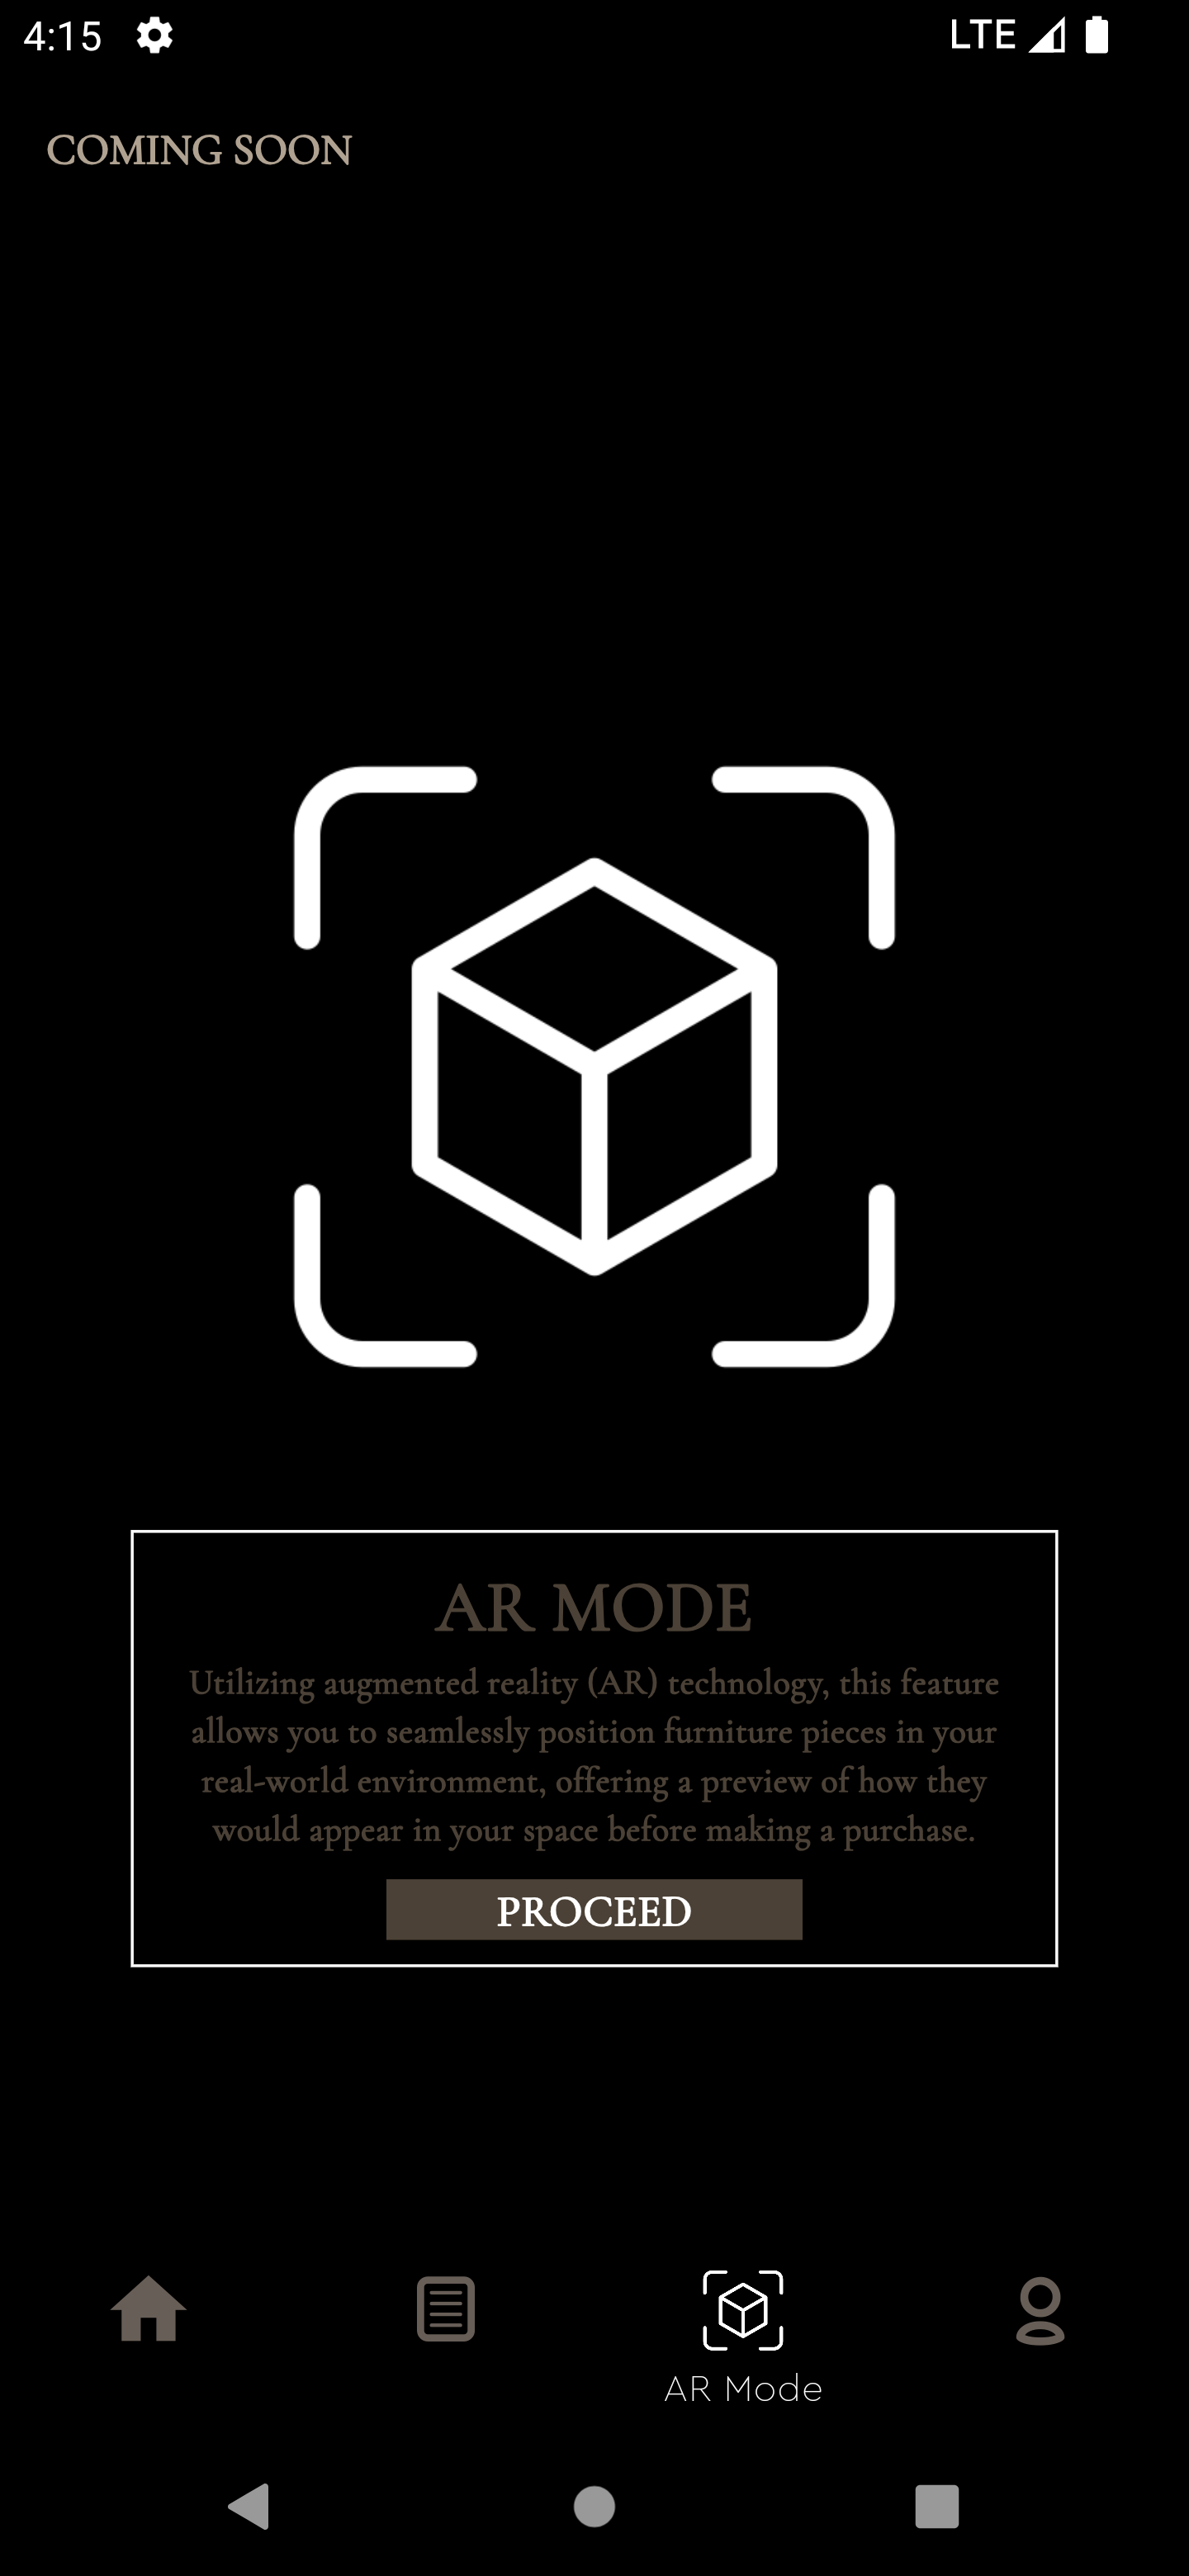 4:15
LTE
COMING SOON
AR MODE
Utilizing augmented reality (AR) technology, this feature
allows you to seamlessly position furniture pieces in your
real-world environment, offering a preview of how they
would appear in your space before making a purchase.
PROCEED
AR Mode